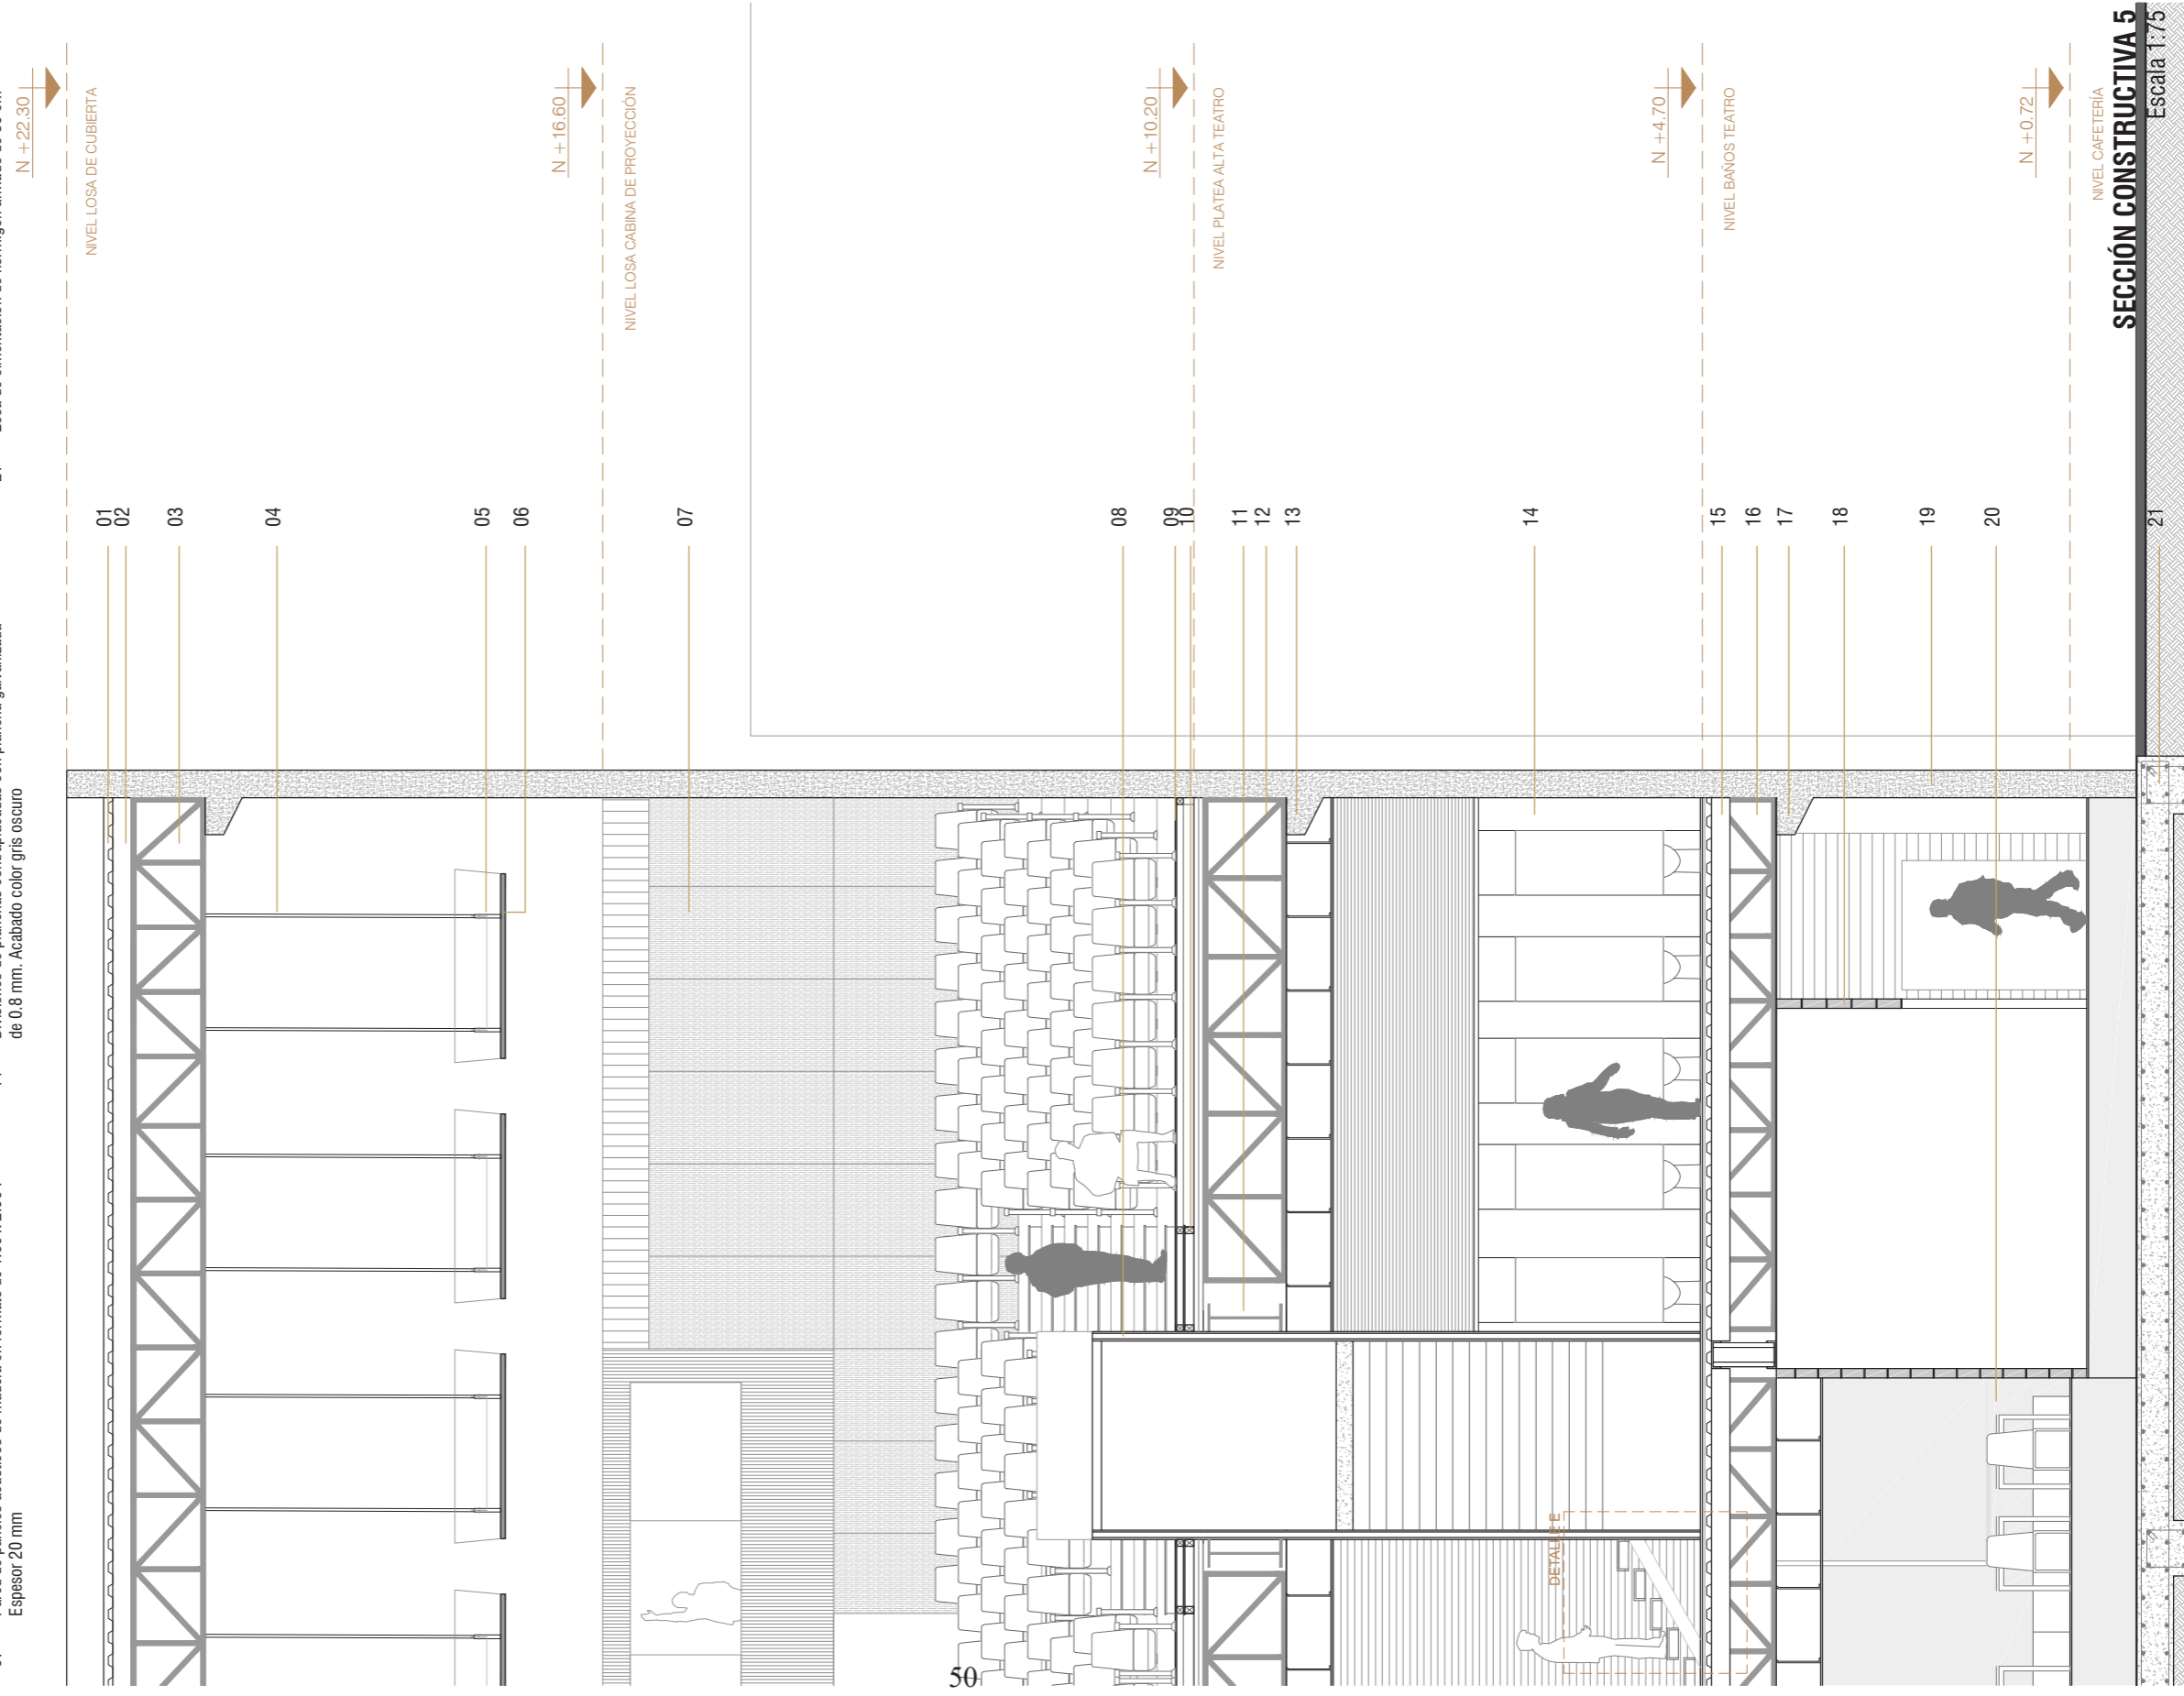 N +22.30
NIVEL LOSA DE CUBIERTA
N +16.60
NIVEL LOSA CABINA DE PROYECCIÓN
N +10.20
NIVEL PLATEA ALTA TEATRO
N +4.70
NIVEL BAÑOS TEATRO
N +0.72
NIVEL CAFETERÍA
SECCIÓN CONSTRUCTIVA 5
Escala 1:75
01
02
03
04
05
06
07
08
09
10
11
12
13
14
15
16
17
18
19
20
21
de 0.8 mm. Acabado color gris oscuro
Espesor 20 mm
DETALLE E
50